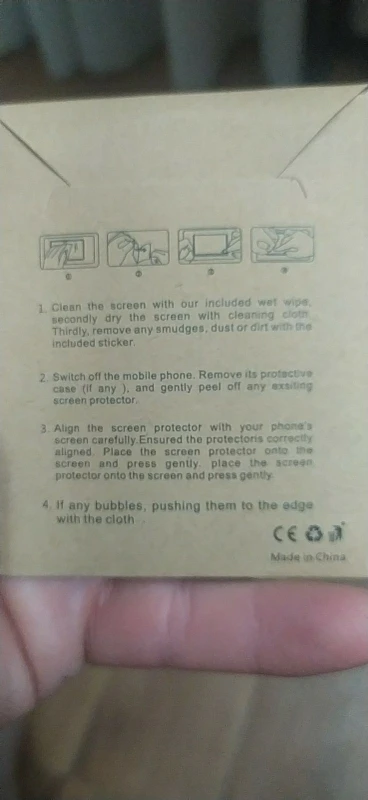 1. Clean the screen with our included wet wipe,
secondly dry the screen with cleaning cloth.
Thirdly, remove any smudges, dust or dirt with the
included sticker.
2. Switch off the mobile phone. Remove its protective
case (if any ), and gently peel off any exsiting
screen protector.
3. Align the screen protector with your phone's
screen carefully.Ensured the protectoris correctly
aligned. Place the screen protector onto the
screen and press gently. place the screen
protector onto the screen and press gently.
4. If any bubbles, pushing them to the edge
with the cloth
CE
Made in China